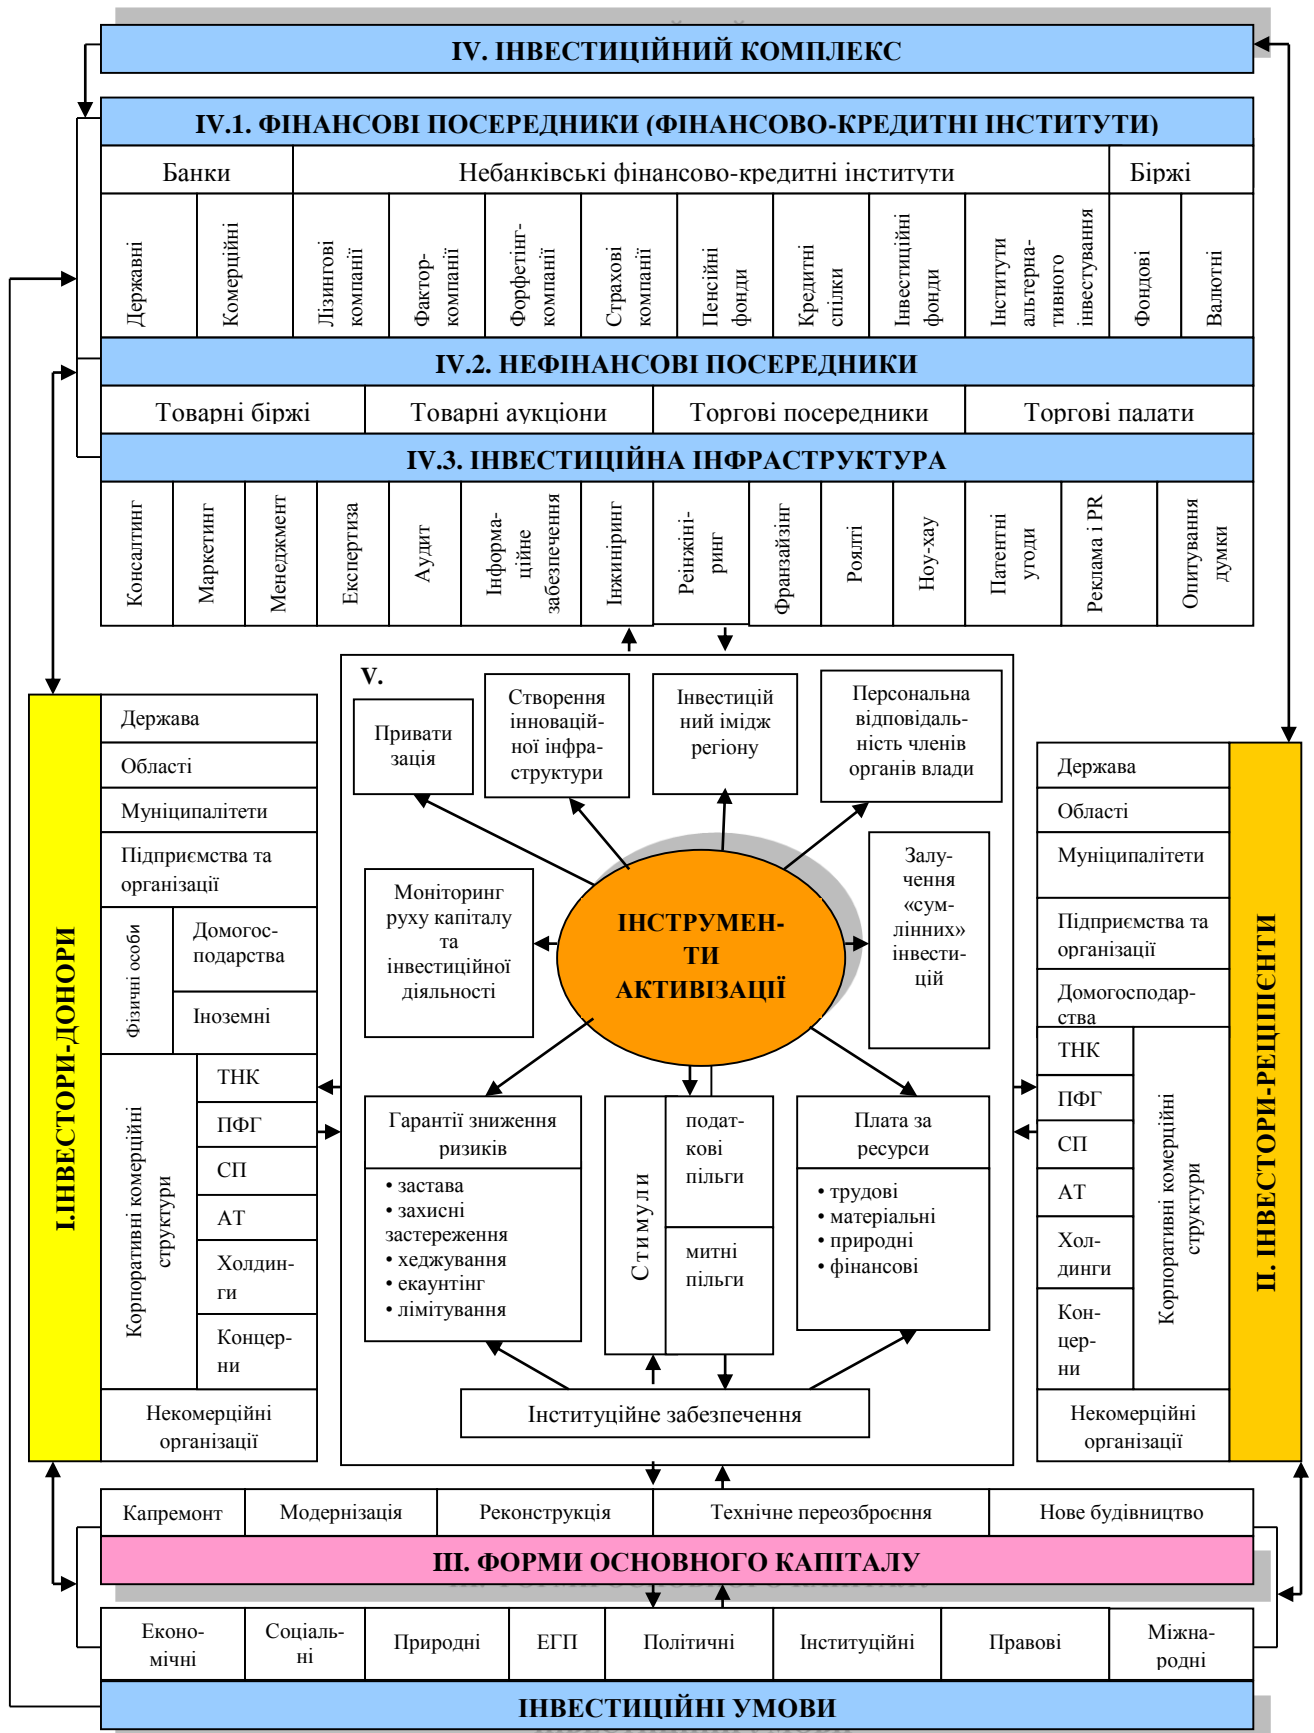 IV. ІНВЕСТИЦІЙНИЙ КОМПЛЕКС
IV.1. ФІНАНСОВІ ПОСЕРЕДНИКИ (ФІНАНСОВО-КРЕДИТНІ ІНСТИТУТИ)
Банки
Небанківські фінансово-кредитні інститути
Біржі
Державні
Комерційні
Лізингові
компанії
Фактор-
компанії
Форфетінг-
компанії
Страхові
компанії
Пенсійні
фонди
Кредитні
спілки
Інвестиційні
фонди
Інститути
альтерна-
тивного
інвестування
Фондові
Валютні
IV.2. НЕФІНАНСОВІ ПОСЕРЕДНИКИ
Товарні біржі
Товарні аукціони
Торгові посередники
Торгові палати
IV.3. ІНВЕСТИЦІЙНА ІНФРАСТРУКТУРА
Консалтинг
Маркетинг
Менеджмент
Експертиза
Аудит
Інформа-
ційне
забезпечення
Інжиніринг
Реінжіні-
ринг
Франзайзінг
Роялті
Ноу-хау
Патентні
угоди
Реклама і PR
Опитування
думки
І.ІНВЕСТОРИ-ДОНОРИ
Держава
Області
Муніципалітети
Підприємства та
організації
Фізичні особи
Домогос-
подарства
Іноземні
Корпоративні комерційні
структури
ТНК
ПФГ
СП
АТ
Холдин-
ги
Концер-
ни
Некомерційні
організації
V.
Привати
зація
Створення
інновацій-
ної інфра-
структури
Інвестицій
ний імідж
регіону
Персональна
відповідаль-
ність членів
органів влади
Моніторинг
руху капіталу
та
інвестиційної
діяльності
ІНСТРУМЕН-
ТИ
АКТИВІЗАЦІЇ
Залу-
чення
«сум-
лінних»
інвести-
цій
Гарантії зниження
ризиків
• застава
• захисні
застереження
• хеджування
• екаунтінг
• лімітування
Стимули
подат-
кові
пільги
митні
пільги
Плата за
ресурси
• трудові
• матеріальні
• природні
• фінансові
Інституційне забезпечення
Держава
Області
Муніципалітети
Підприємства та
організації
Домогосподар-
ства
ТНК
ПФГ
СП
АТ
Хол-
динги
Кон-
цер-
ни
Корпоративні комерційні
структури
Некомерційні
організації
ІІ. ІНВЕСТОРИ-РЕЦІПІЄНТИ
Капремонт
Модернізація
Реконструкція
Технічне переозброєння
Нове будівництво
ІІІ. ФОРМИ ОСНОВНОГО КАПІТАЛУ
Еконо-
мічні
Соціаль-
ні
Природні
ЕГП
Політичні
Інституційні
Правові
Міжна-
родні
ІНВЕСТИЦІЙНІ УМОВИ